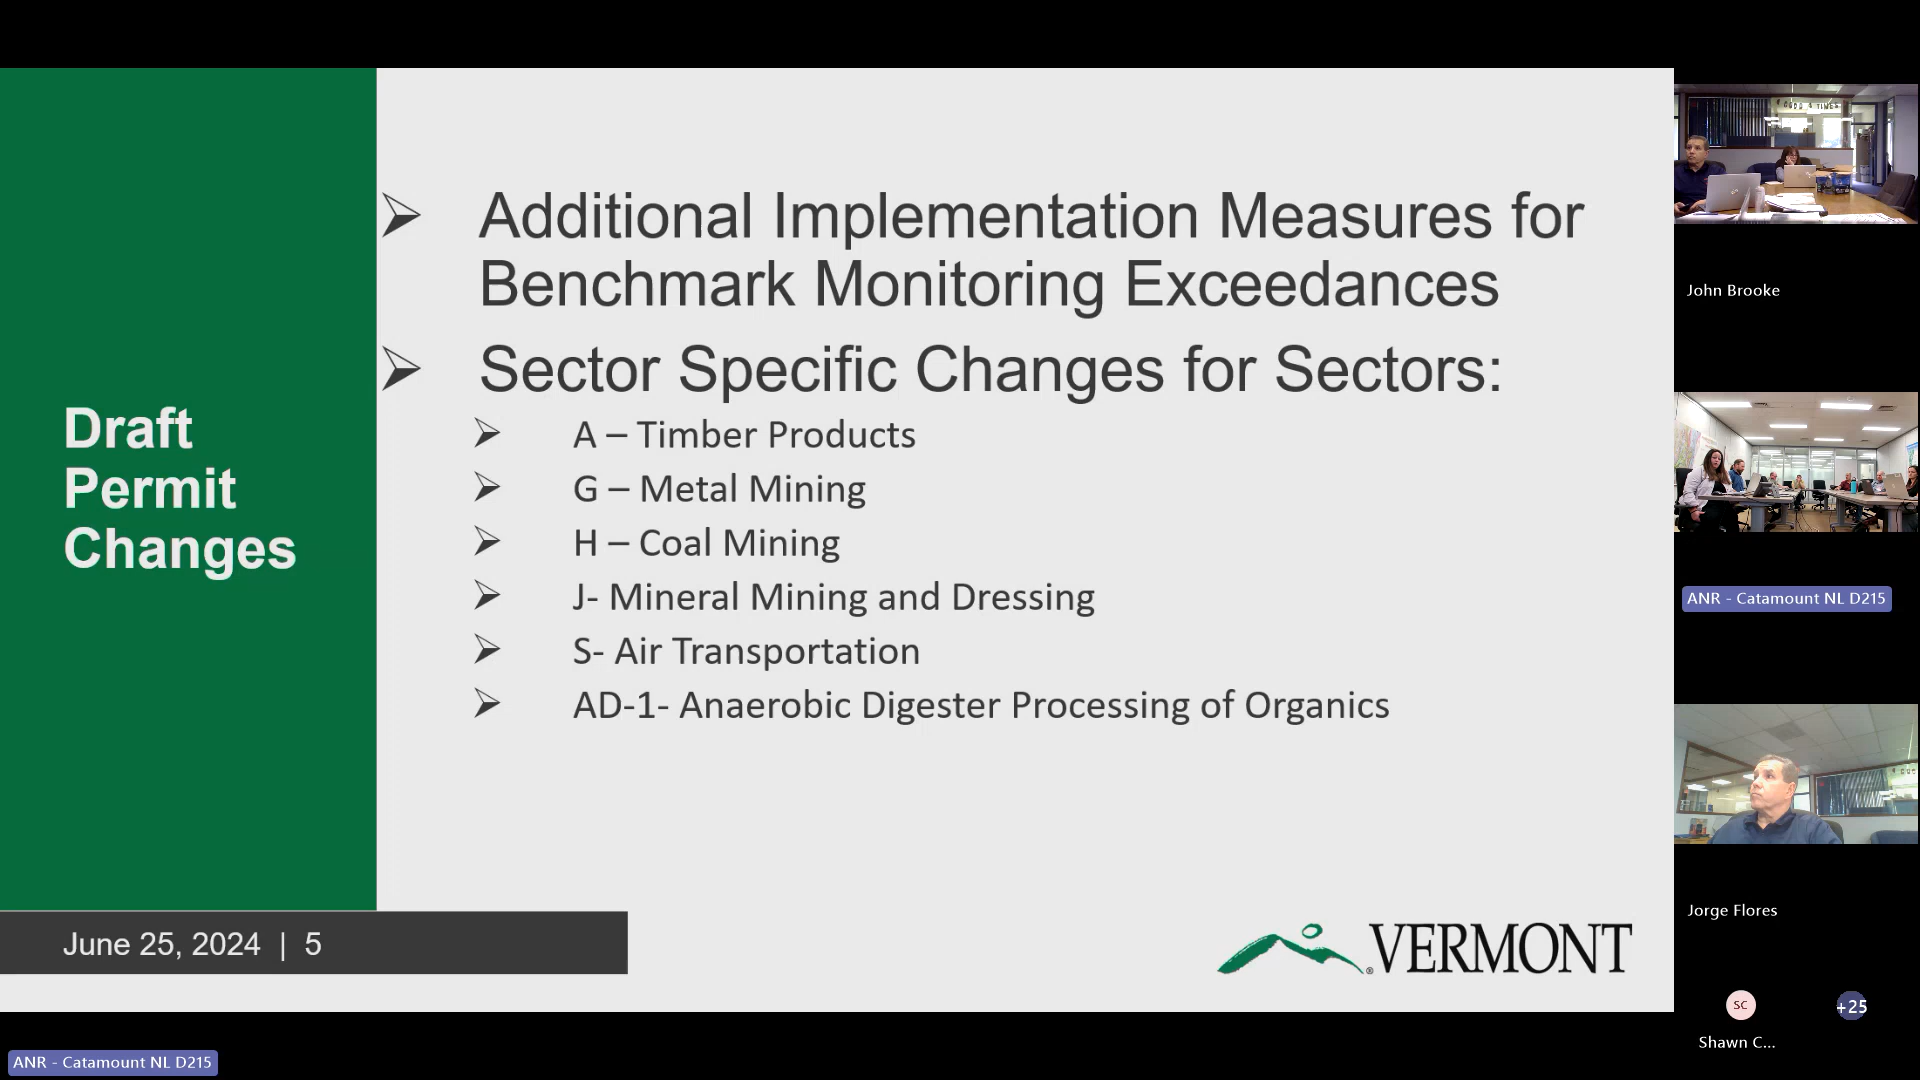 Draft
Permit
Changes
➢ Additional Implementation Measures for
Benchmark Monitoring Exceedances
➢ Sector Specific Changes for Sectors:
➢ A – Timber Products
➢ G – Metal Mining
➢ H – Coal Mining
➢ J- Mineral Mining and Dressing
➢ S- Air Transportation
➢ AD-1- Anaerobic Digester Processing of Organics
June 25, 2024 | 5
®VERMONT
John Brooke
ANR - Catamount NL D215
Jorge Flores
SC
+25
Shawn C...
ANR - Catamount NL D215